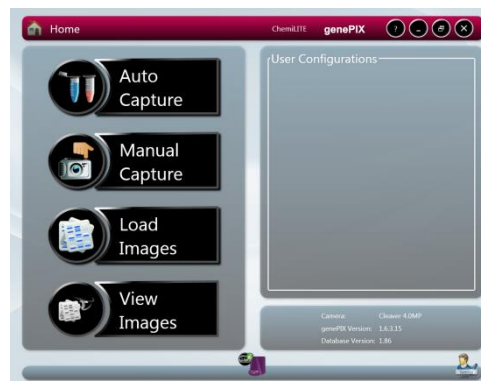 Home
ChemiLITE genePIX
Auto
Capture
Manual
Capture
Load
Images
View
Images
User Configurations
Camera: Cleaver 4.0MP
genePIX Version: 1.6.3.15
Database Version: 1.86